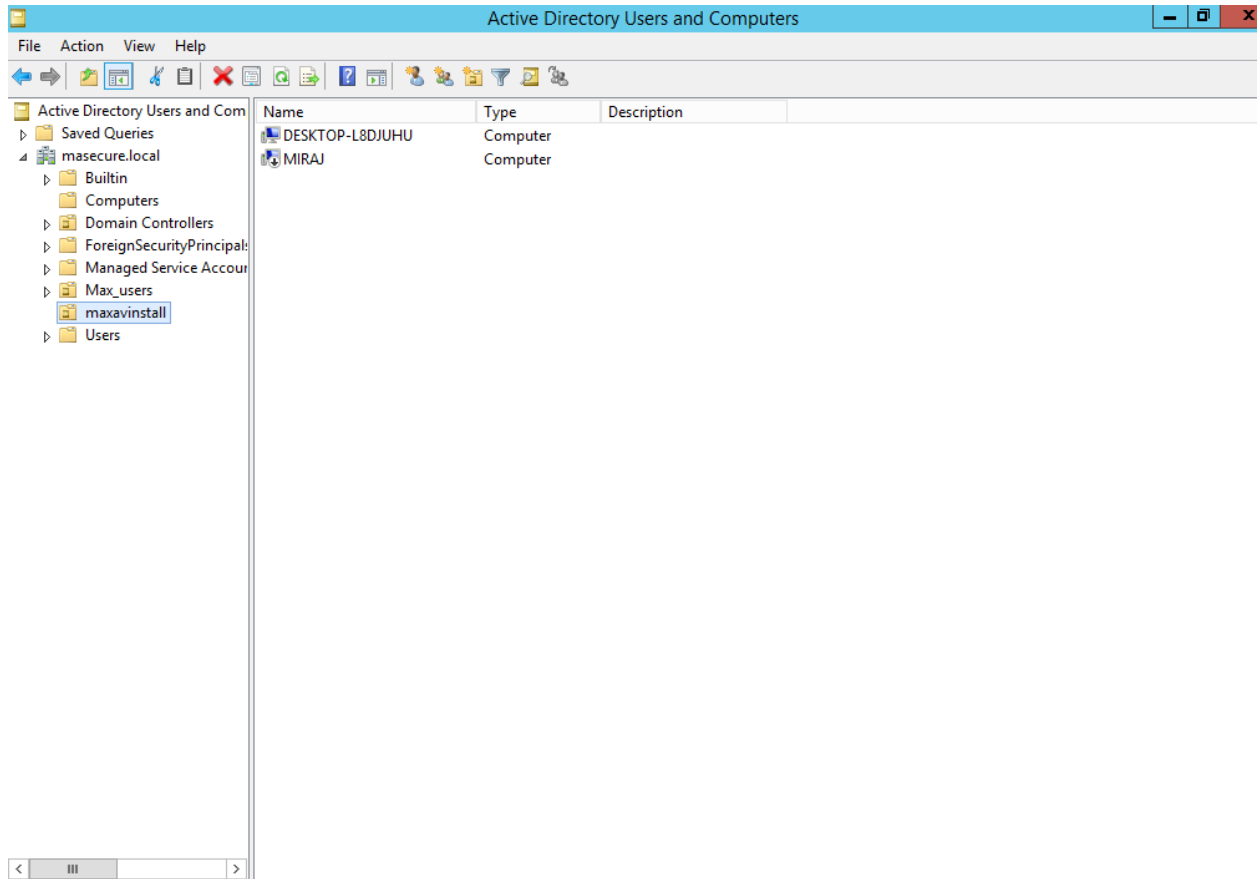 Active Directory Users and Computers
File Action View Help
Active Directory Users and Com
Saved Queries
masecure.local
Builtin
Computers
Domain Controllers
ForeignSecurityPrincipals
Managed Service Accour
Max_users
maxavinstall
Users
Name Type Description
DESKTOP-L8DJUHU Computer
MIRAJ Computer